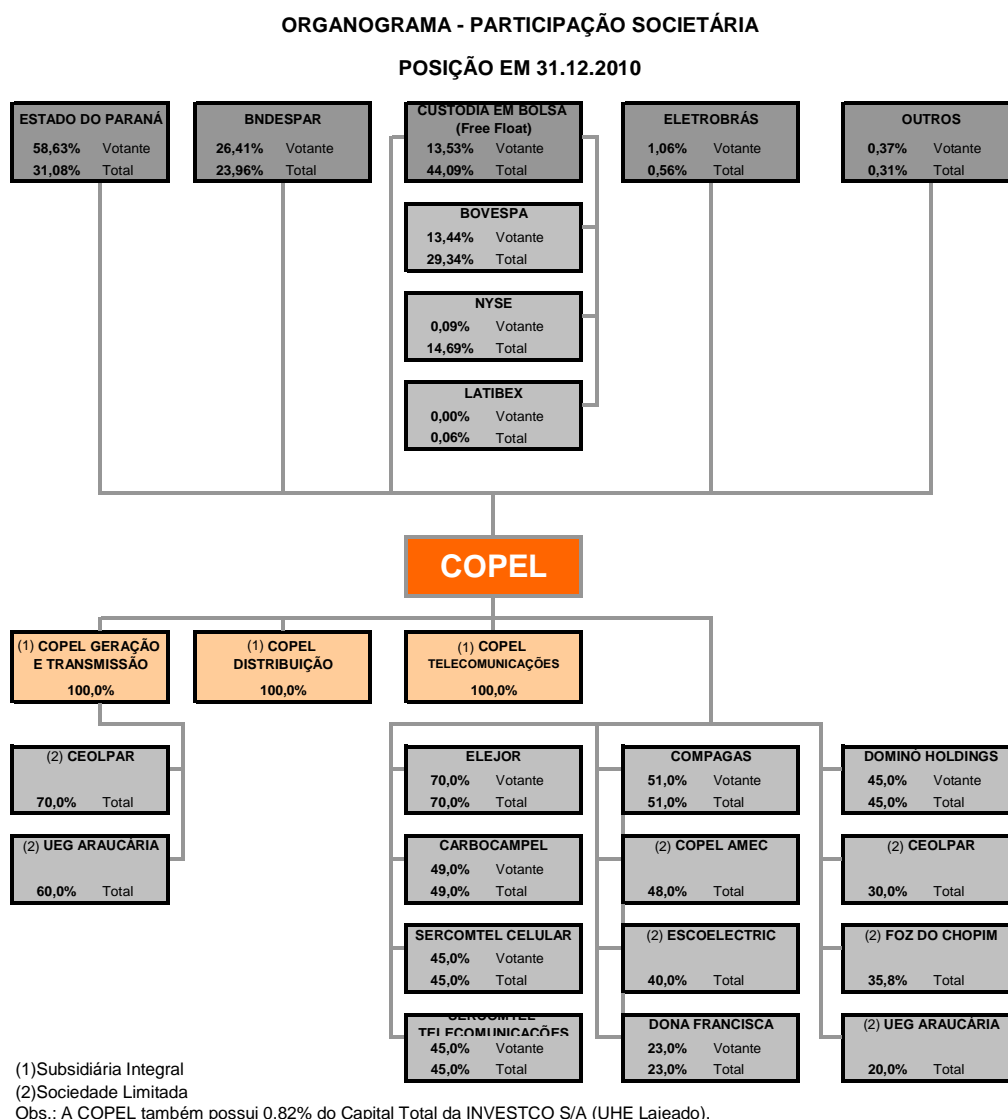 ORGANOGRAMA - PARTICIPAÇÃO SOCIETÁRIA
POSIÇÃO EM 31.12.2010
ESTADO DO PARANÁ
58,63% Votante
31,08% Total
BNDESPAR
26,41% Votante
23,96% Total
CUSTÓDIA EM BOLSA
(Free Float)
13,53% Votante
44,09% Total
ELETROBRÁS
1,06% Votante
0,56% Total
OUTROS
0,37% Votante
0,31% Total
BOVESPA
13,44% Votante
29,34% Total
NYSE
0,09% Votante
14,69% Total
LATIBEX
0,00% Votante
0,06% Total
COPEL
(1) COPEL GERAÇÃO
E TRANSMISSÃO
100,0%
(1) COPEL
DISTRIBUIÇÃO
100,0%
(1) COPEL
TELECOMUNICAÇÕES
100,0%
(2) CEOLPAR
70,0% Total
(2) UEG ARAUCÁRIA
60,0% Total
ELEJOR
70,0% Votante
70,0% Total
CARBOCAMPEL
49,0% Votante
49,0% Total
SERCOMTEL CELULAR
45,0% Votante
45,0% Total
SERCOMTEL
TELECOMUNICAÇÕES
45,0% Votante
45,0% Total
COMPAGAS
51,0% Votante
51,0% Total
(2) COPEL AMEC
48,0% Total
(2) ESCOELECTRIC
40,0% Total
DONA FRANCISCA
23,0% Votante
23,0% Total
DOMINÓ HOLDINGS
45,0% Votante
45,0% Total
(2) CEOLPAR
30,0% Total
(2) FOZ DO CHOPIM
35,8% Total
(2) UEG ARAUCÁRIA
20,0% Total
(1)Subsidiária Integral
(2)Sociedade Limitada
Obs.: A COPEL também possui 0,82% do Capital Total da INVESTCO S/A (UHE Lajeado).